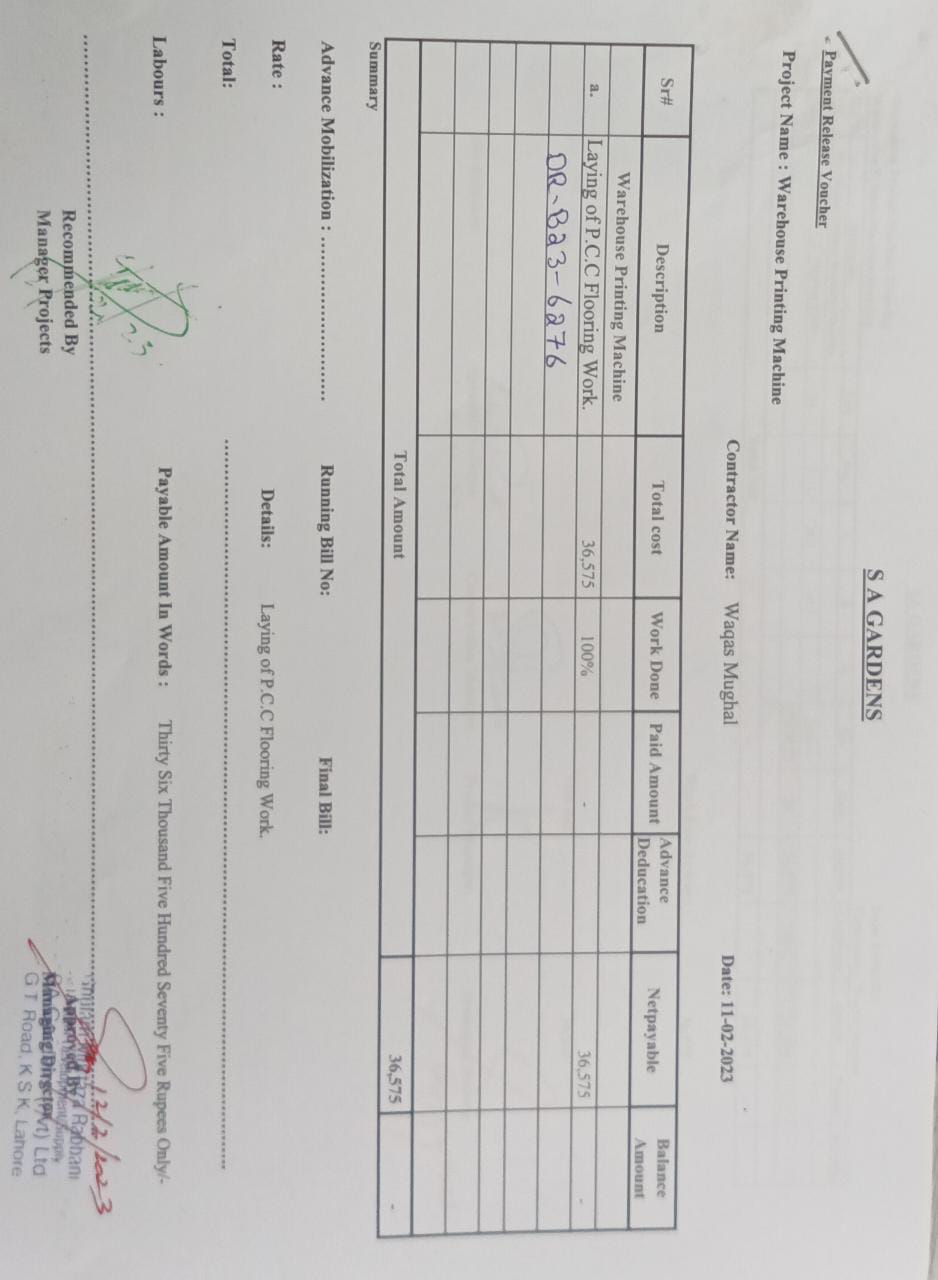 S A GARDENS
Payment Release Voucher
Project Name : Warehouse Printing Machine
Contractor Name: Waqas Mughal Date: 11-02-2023
Sr# Description Total cost Work Done Paid Amount Advance Deducation Netpayable Balance Amount
Warehouse Printing Machine
a. Laying of P.C.C Flooring Work. 36,575 100% - 36,575 -
DR-B23-6276
Total Amount 36,575 -
Summary
Advance Mobilization : .......................... Running Bill No: Final Bill:
Rate : Details: Laying of P.C.C Flooring Work.
Total:
Labours : Payable Amount In Words : Thirty Six Thousand Five Hundred Seventy Five Rupees Only/-
12/2/2023
Rabbani
Recommended By Approved By
Manager Projects Managing Director
(Pvt) Ltd
G T Road, K S K, Lahore